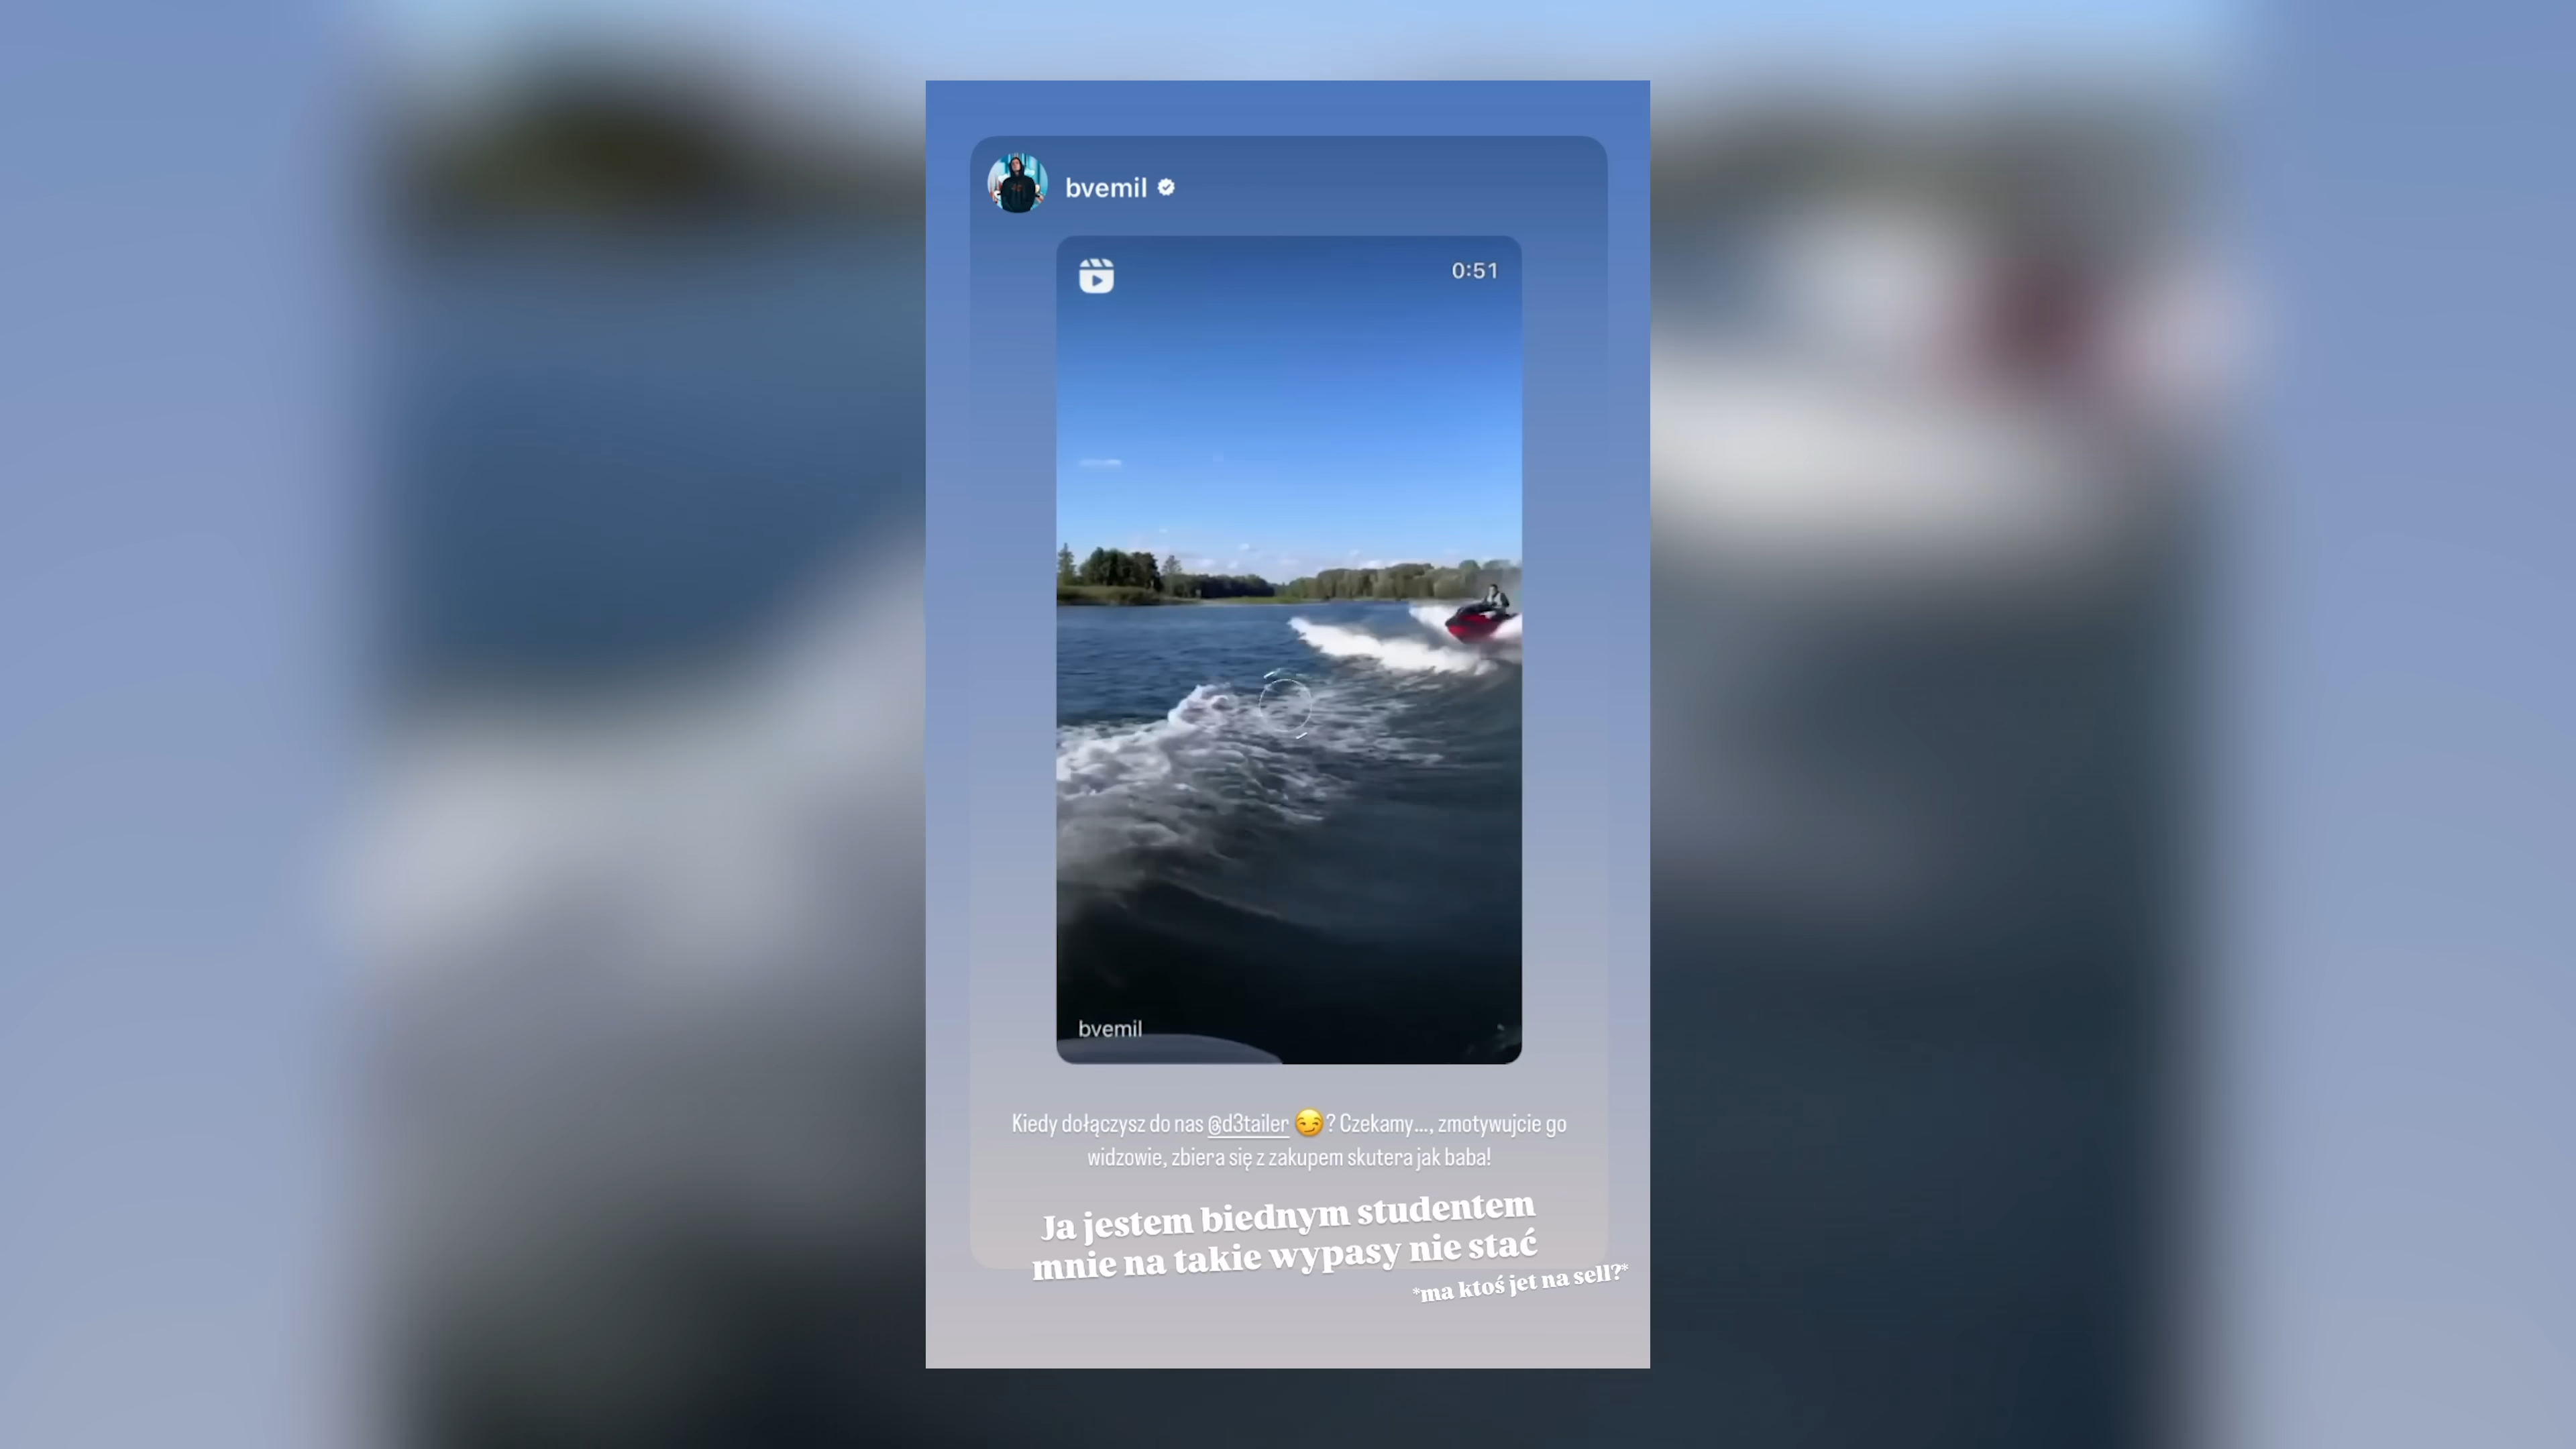 bvemil
0:51
bvemil
Kiedy dołączysz do nas @d3tailer 😏? Czekamy..., zmotywujcie go
widzowie, zbiera się z zakupem skutera jak baba!
Ja jestem biednym studentem
mnie na takie wypasy nie stać
*ma ktoś jet na sell?*